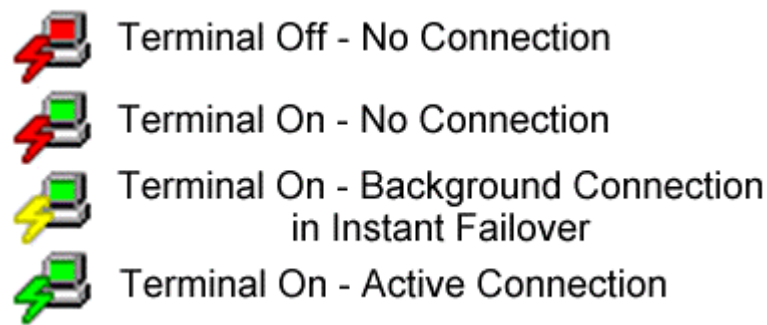 Terminal Off - No Connection
Terminal On - No Connection
Terminal On - Background Connection
in Instant Failover
Terminal On - Active Connection